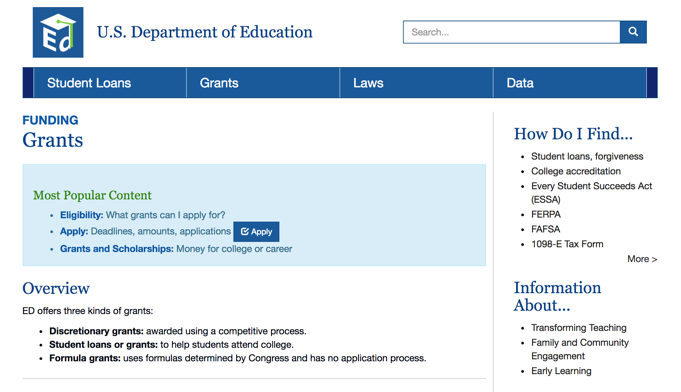 Ed
U.S. Department of Education
Search...
Student Loans
Grants
Laws
Data
FUNDING
Grants
Most Popular Content
Eligibility: What grants can I apply for?
Apply: Deadlines, amounts, applications Apply
Grants and Scholarships: Money for college or career
Overview
ED offers three kinds of grants:
Discretionary grants: awarded using a competitive process.
Student loans or grants: to help students attend college.
Formula grants: uses formulas determined by Congress and has no application process.
How Do I Find...
Student loans, forgiveness
College accreditation
Every Student Succeeds Act
(ESSA)
FERPA
FAFSA
1098-E Tax Form
More >
Information
About...
Transforming Teaching
Family and Community
Engagement
Early Learning